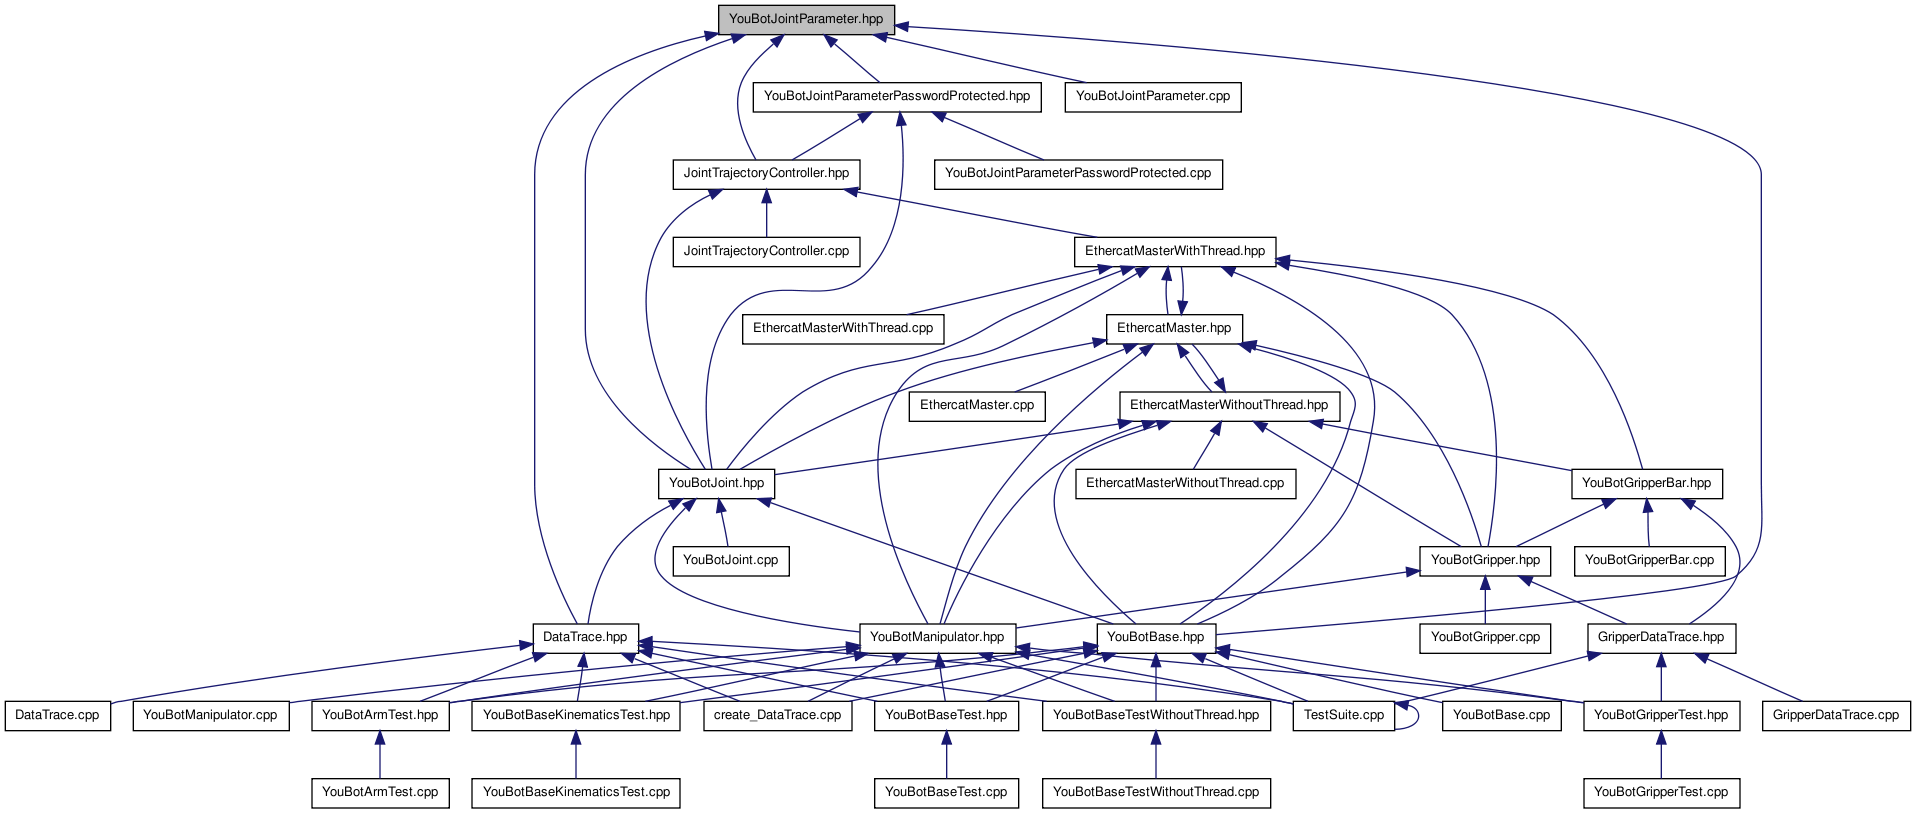 YouBotJointParameter.hpp
YouBotJointParameterPasswordProtected.hpp
YouBotJointParameter.cpp
JointTrajectoryController.hpp
YouBotJointParameterPasswordProtected.cpp
JointTrajectoryController.cpp
EthercatMasterWithThread.hpp
EthercatMasterWithThread.cpp
EthercatMaster.hpp
EthercatMaster.cpp
EthercatMasterWithoutThread.hpp
YouBotJoint.hpp
EthercatMasterWithoutThread.cpp
YouBotGripperBar.hpp
YouBotJoint.cpp
YouBotGripper.hpp
YouBotGripperBar.cpp
DataTrace.hpp
YouBotManipulator.hpp
YouBotBase.hpp
YouBotGripper.cpp
GripperDataTrace.hpp
DataTrace.cpp
YouBotManipulator.cpp
YouBotArmTest.hpp
YouBotBaseKinematicsTest.hpp
create_DataTrace.cpp
YouBotBaseTest.hpp
YouBotBaseTestWithoutThread.hpp
TestSuite.cpp
YouBotBase.cpp
YouBotGripperTest.hpp
GripperDataTrace.cpp
YouBotArmTest.cpp
YouBotBaseKinematicsTest.cpp
YouBotBaseTest.cpp
YouBotBaseTestWithoutThread.cpp
YouBotGripperTest.cpp